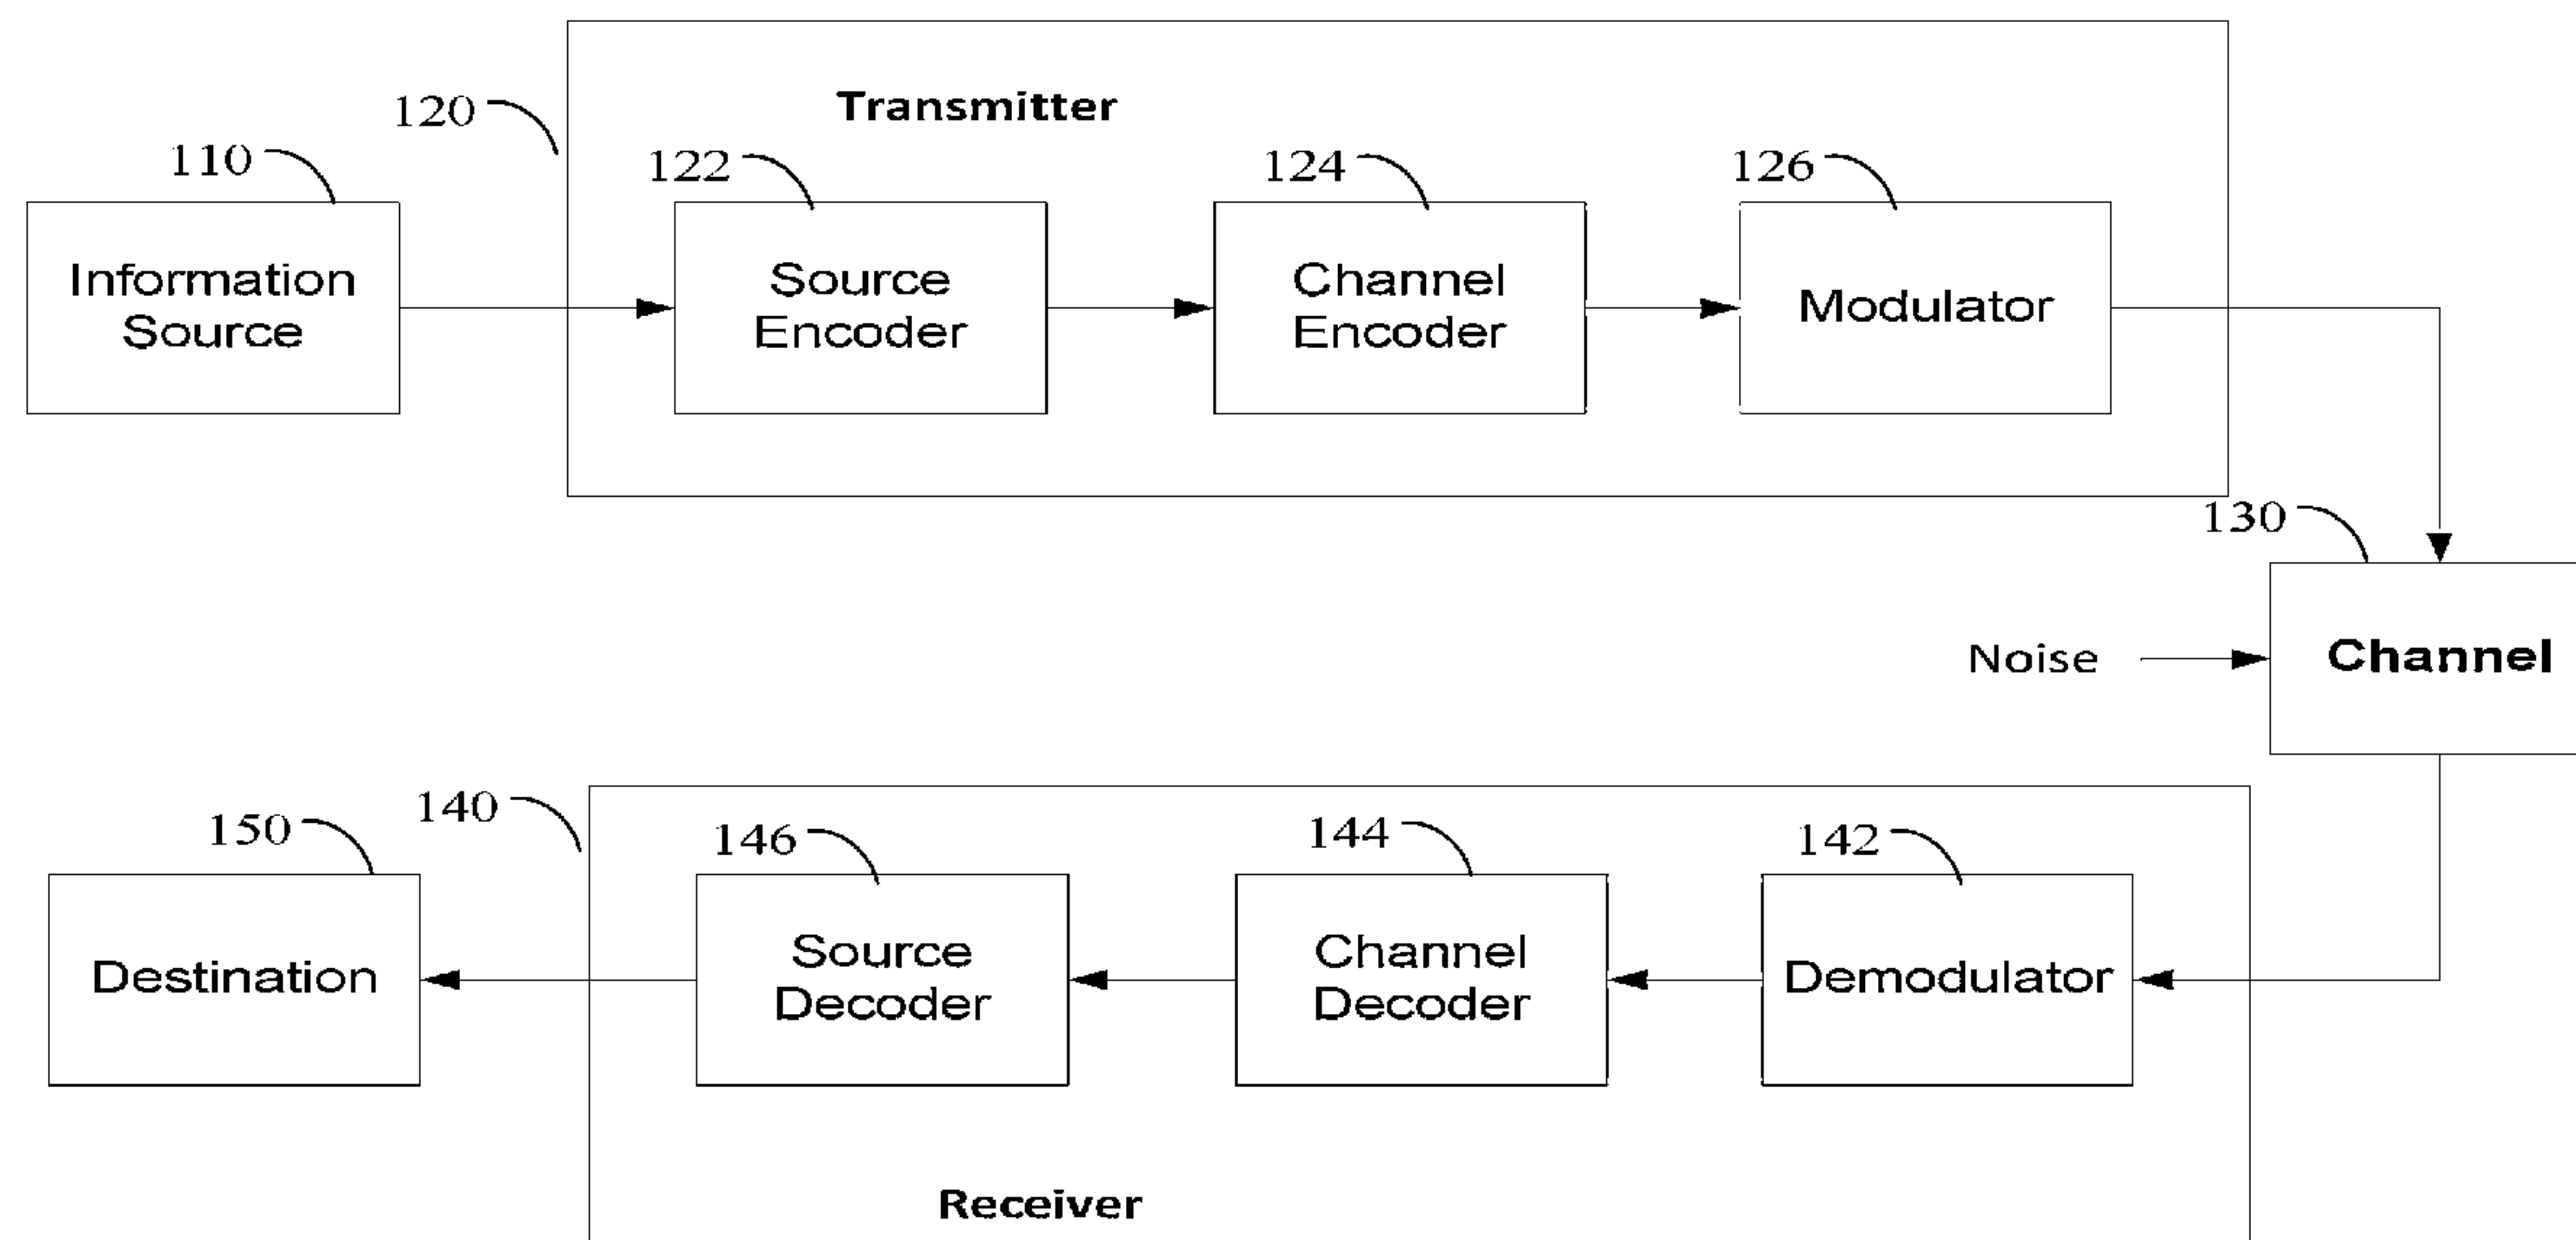 Transmitter
120
110
122
124
126
Information
Source
Source
Encoder
Channel
Encoder
Modulator
130
Noise
Channel
140
150
146
144
142
Destination
Source
Decoder
Channel
Decoder
Demodulator
Receiver